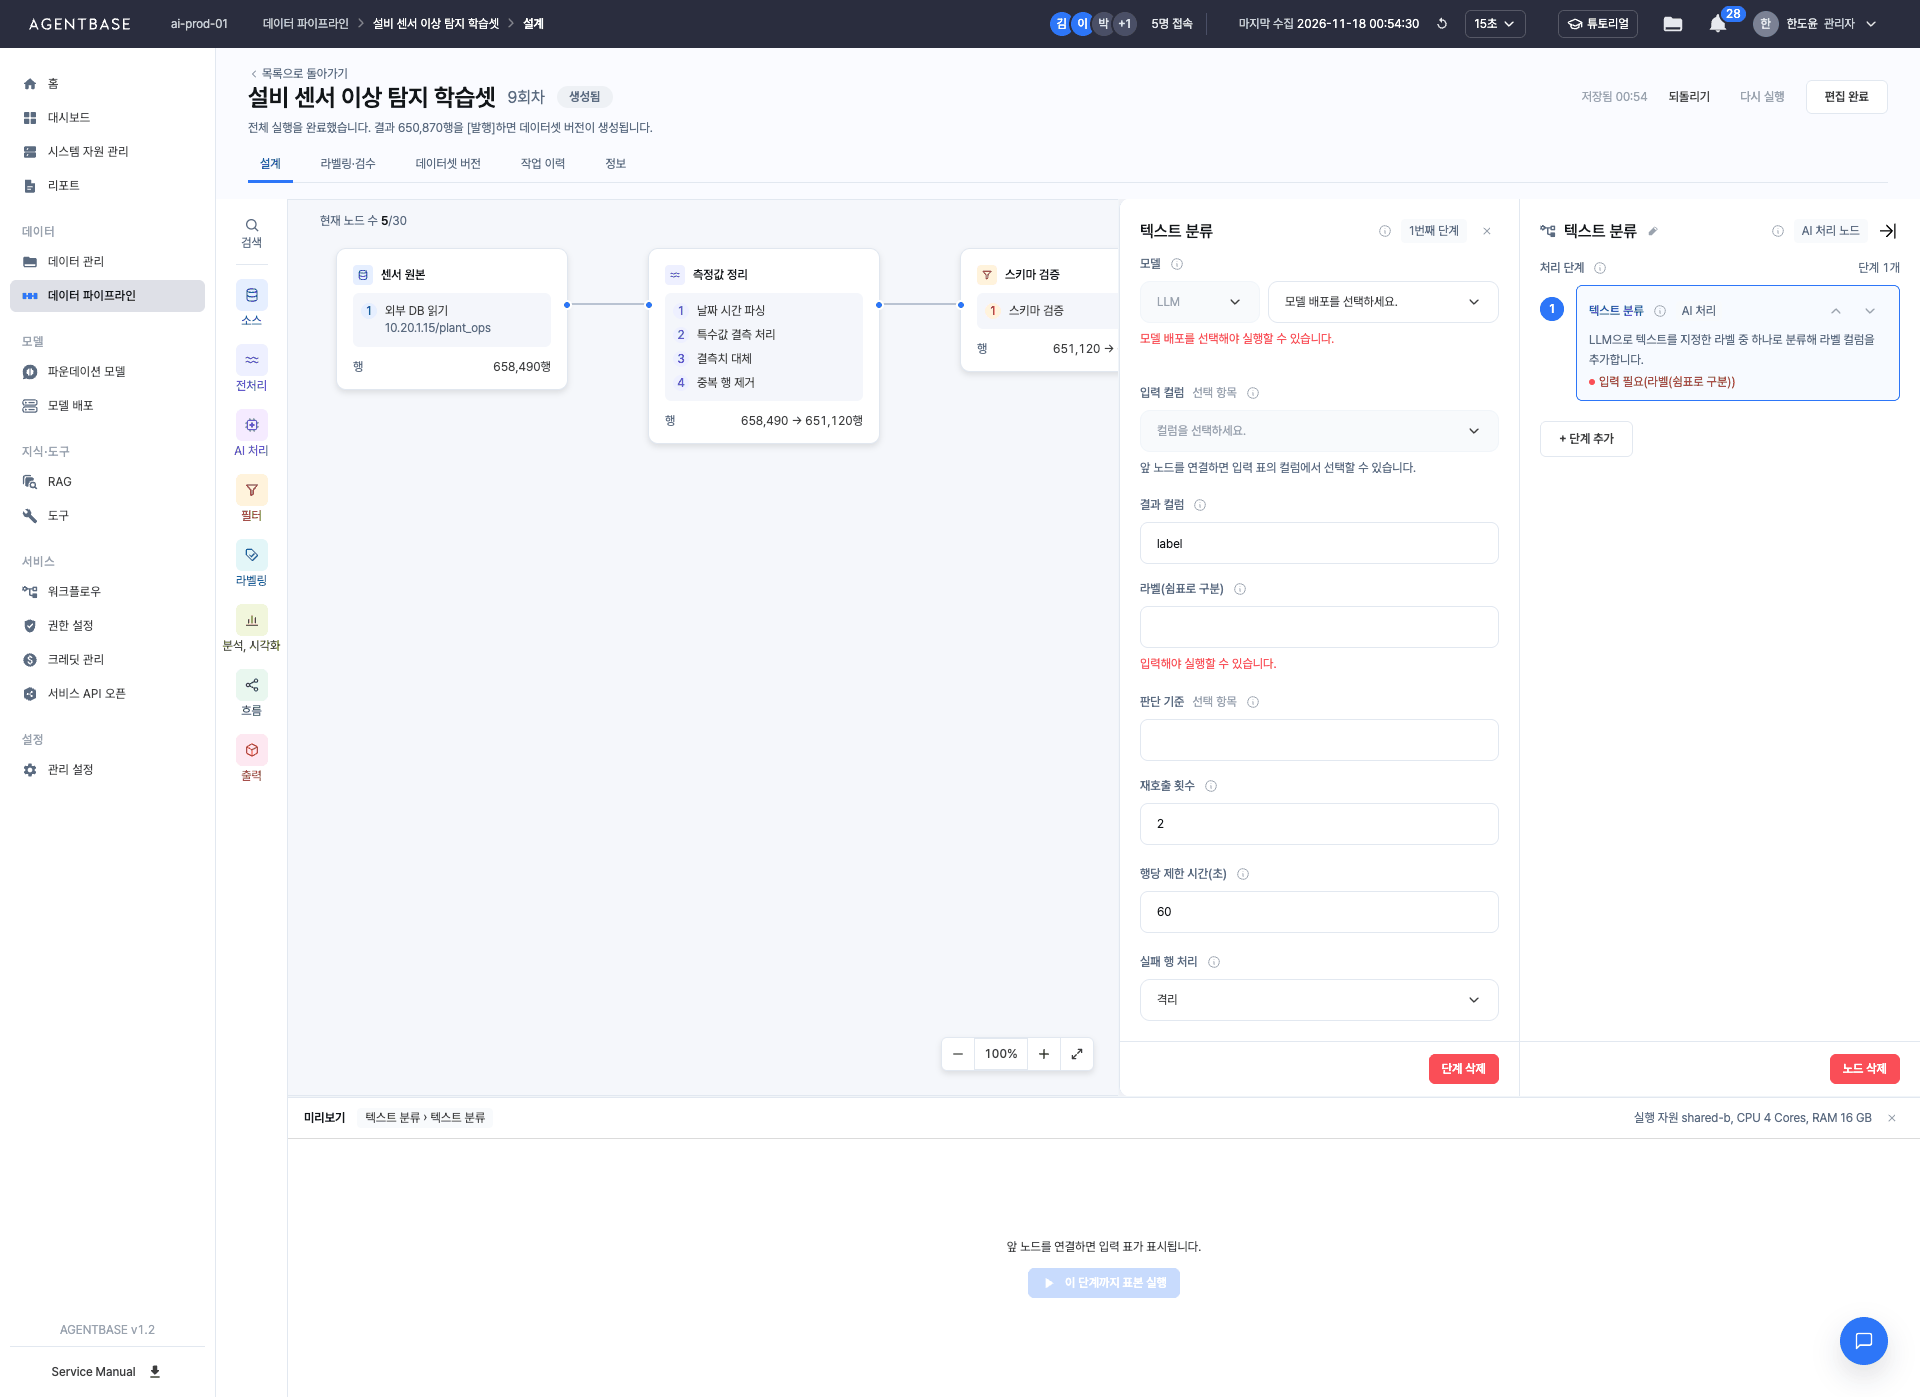 AGENTBASE
ai-prod-01
데이터 파이프라인 > 설비 센서 이상 탐지 학습셋 > 설계
김 이 박 +1 5명 접속
마지막 수집 2026-11-18 00:54:30
15초
튜토리얼
28
한 한도윤 관리자
홈
대시보드
시스템 자원 관리
리포트
데이터
데이터 관리
데이터 파이프라인
모델
파운데이션 모델
모델 배포
지식·도구
RAG
도구
서비스
워크플로우
권한 설정
크레딧 관리
서비스 API 오픈
설정
관리 설정
AGENTBASE v1.2
Service Manual
목록으로 돌아가기
설비 센서 이상 탐지 학습셋 9회차 생성됨
전체 실행을 완료했습니다. 결과 650,870행을 [발행]하면 데이터셋 버전이 생성됩니다.
저장됨 00:54
되돌리기
다시 실행
편집 완료
설계
라벨링·검수
데이터셋 버전
작업 이력
정보
검색
소스
전처리
AI 처리
필터
라벨링
분석, 시각화
흐름
출력
현재 노드 수 5/30
센서 원본
1 외부 DB 읽기
10.20.1.15/plant_ops
행 658,490행
측정값 정리
1 날짜 시간 파싱
2 특수값 결측 처리
3 결측치 대체
4 중복 행 제거
행 658,490 → 651,120행
스키마 검증
1 스키마 검증
행 651,120 →
100%
텍스트 분류
1번째 단계
모델
LLM
모델 배포를 선택하세요.
모델 배포를 선택해야 실행할 수 있습니다.
입력 컬럼 선택 항목
컬럼을 선택하세요.
앞 노드를 연결하면 입력 표의 컬럼에서 선택할 수 있습니다.
결과 컬럼
label
라벨(쉼표로 구분)
입력해야 실행할 수 있습니다.
판단 기준 선택 항목
재호출 횟수
2
행당 제한 시간(초)
60
실패 행 처리
격리
단계 삭제
텍스트 분류
AI 처리 노드
처리 단계
단계 1개
1
텍스트 분류 AI 처리
LLM으로 텍스트를 지정한 라벨 중 하나로 분류해 라벨 컬럼을
추가합니다.
입력 필요(라벨(쉼표로 구분))
+ 단계 추가
노드 삭제
미리보기
텍스트 분류 › 텍스트 분류
실행 자원 shared-b, CPU 4 Cores, RAM 16 GB
앞 노드를 연결하면 입력 표가 표시됩니다.
이 단계까지 표본 실행